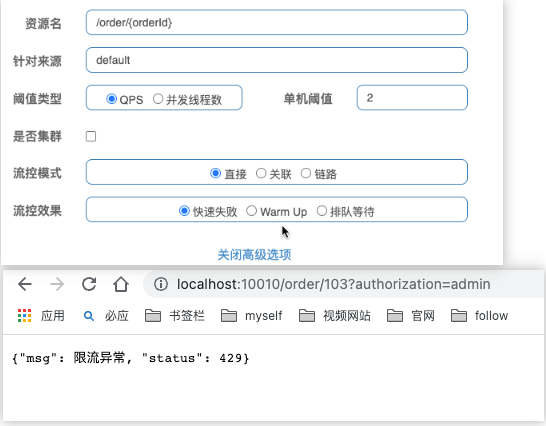 资源名 /order/{orderId}
针对来源 default
阈值类型 QPS 并发线程数 单机阈值 2
是否集群
流控模式 直接 关联 链路
流控效果 快速失败 Warm Up 排队等待
关闭高级选项
localhost:10010/order/103?authorization=admin
应用 必应 书签栏 myself 视频网站 官网 follow
{"msg": 限流异常, "status": 429}